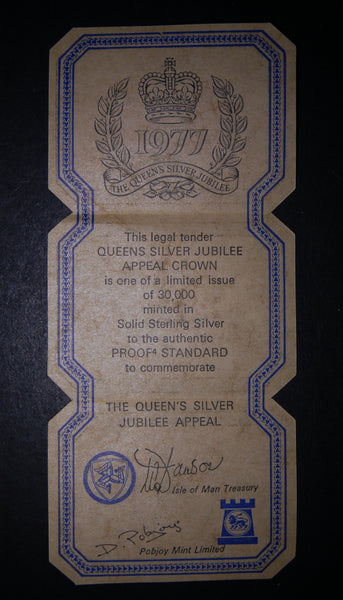 1977
THE QUEEN'S SILVER JUBILEE
This legal tender
QUEENS SILVER JUBILEE
APPEAL CROWN
is one of a limited issue
of 30,000
minted in
Solid Sterling Silver
to the authentic
PROOF⁴ STANDARD
to commemorate
THE QUEEN'S SILVER
JUBILEE APPEAL
Isle of Man Treasury
D. Pobjoy
Pobjoy Mint Limited